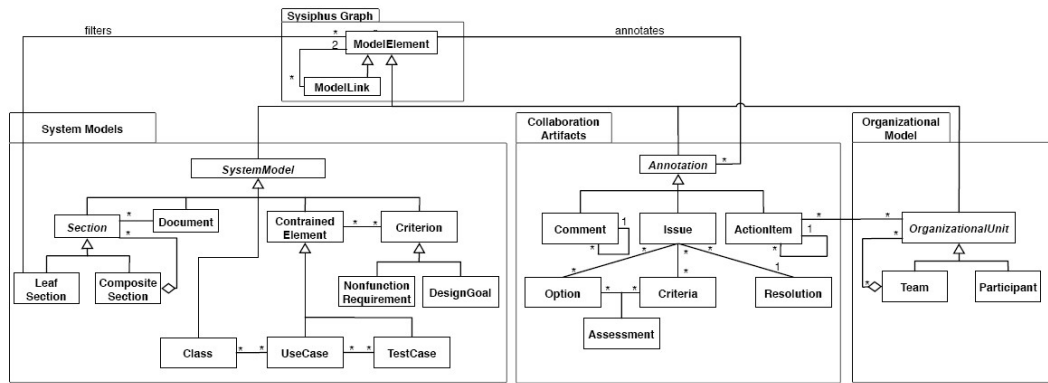 Sysiphus Graph
filters
*
2
ModelElement
annotates
*
ModelLink
System Models
Collaboration
Artifacts
Organizational
Model
SystemModel
Annotation
*
Section
*
*
Document
Contrained
Element
*
*
Criterion
Comment
1
*
Issue
ActionItem
*
1
*
*
*
OrganizationalUnit
Leaf
Section
Composite
Section
Nonfunction
Requirement
DesignGoal
*
*
*
*
*
1
Option
*
*
Criteria
Resolution
*
Team
Participant
Assessment
Class
*
*
UseCase
*
*
TestCase